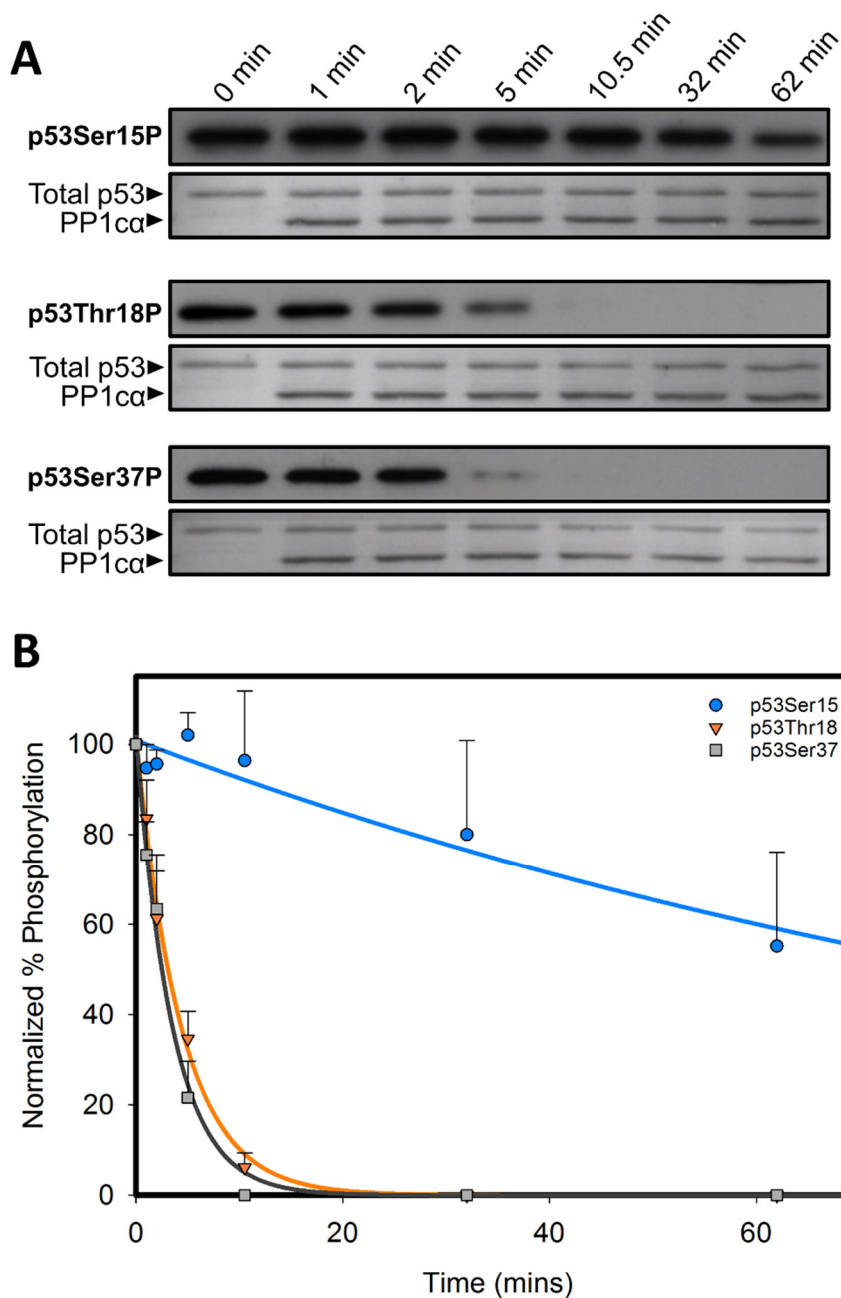 A
0 min 1 min 2 min 5 min 10.5 min 32 min 62 min
p53Ser15P
Total p53►
PP1cα►
p53Thr18P
Total p53►
PP1cα►
p53Ser37P
Total p53►
PP1cα►
B
p53Ser15
p53Thr18
p53Ser37
Normalized % Phosphorylation
100
80
60
40
20
0
0 20 40 60
Time (mins)